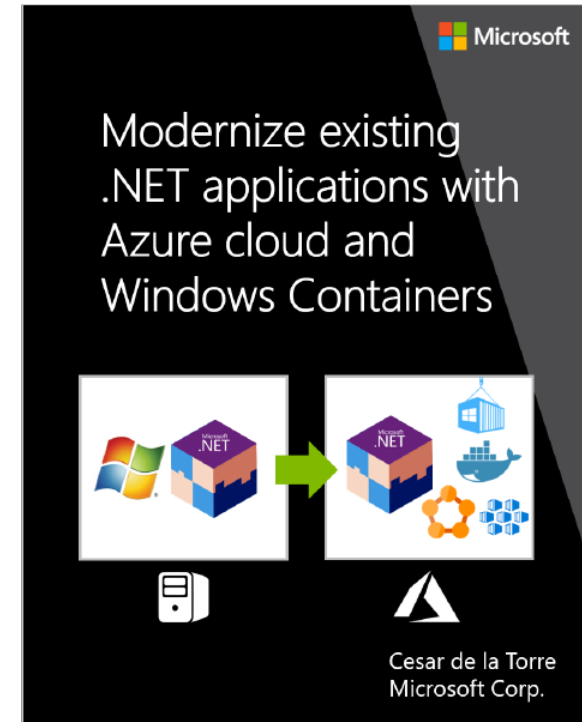 Microsoft
Modernize existing
.NET applications with
Azure cloud and
Windows Containers
Microsoft
.NET
Microsoft
.NET
Cesar de la Torre
Microsoft Corp.